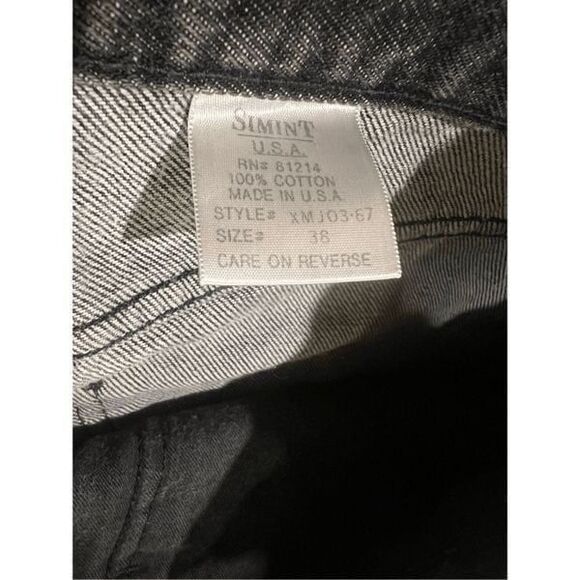 SIMINT
U.S.A.
RN# 81214
100% COTTON
MADE IN U.S.A
STYLE# XMJ03-67
SIZE# 38
CARE ON REVERSE